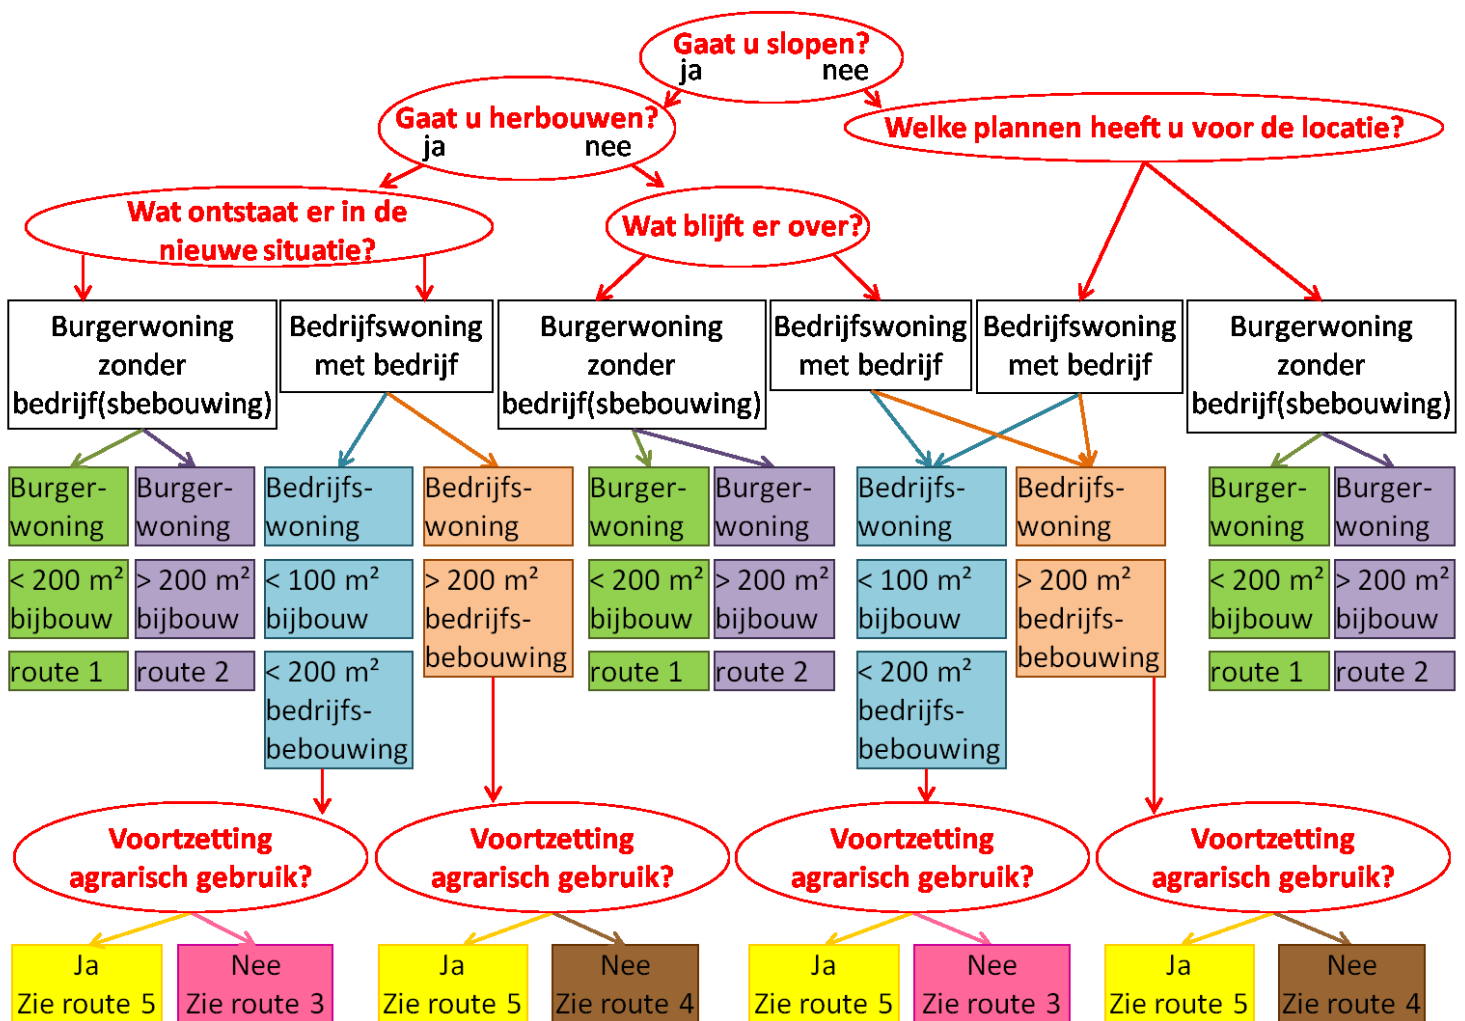 Gaat u slopen?
ja nee
Gaat u herbouwen?
ja nee
Welke plannen heeft u voor de locatie?
Wat ontstaat er in de
nieuwe situatie?
Wat blijft er over?
Burgerwoning
zonder
bedrijf(sbebouwing)
Bedrijfswoning
met bedrijf
Burgerwoning
zonder
bedrijf(sbebouwing)
Bedrijfswoning
met bedrijf
Bedrijfswoning
met bedrijf
Burgerwoning
zonder
bedrijf(sbebouwing)
Burger-
woning
< 200 m²
bijbouw
route 1
Burger-
woning
> 200 m²
bijbouw
route 2
Bedrijfs-
woning
< 100 m²
bijbouw
< 200 m²
bedrijfs-
bebouwing
Bedrijfs-
woning
> 200 m²
bedrijfs-
bebouwing
Burger-
woning
< 200 m²
bijbouw
route 1
Burger-
woning
> 200 m²
bijbouw
route 2
Bedrijfs-
woning
< 100 m²
bijbouw
< 200 m²
bedrijfs-
bebouwing
Bedrijfs-
woning
> 200 m²
bedrijfs-
bebouwing
Burger-
woning
< 200 m²
bijbouw
route 1
Burger-
woning
> 200 m²
bijbouw
route 2
Voortzetting
agrarisch gebruik?
Voortzetting
agrarisch gebruik?
Voortzetting
agrarisch gebruik?
Voortzetting
agrarisch gebruik?
Ja
Zie route 5
Nee
Zie route 3
Ja
Zie route 5
Nee
Zie route 4
Ja
Zie route 5
Nee
Zie route 3
Ja
Zie route 5
Nee
Zie route 4